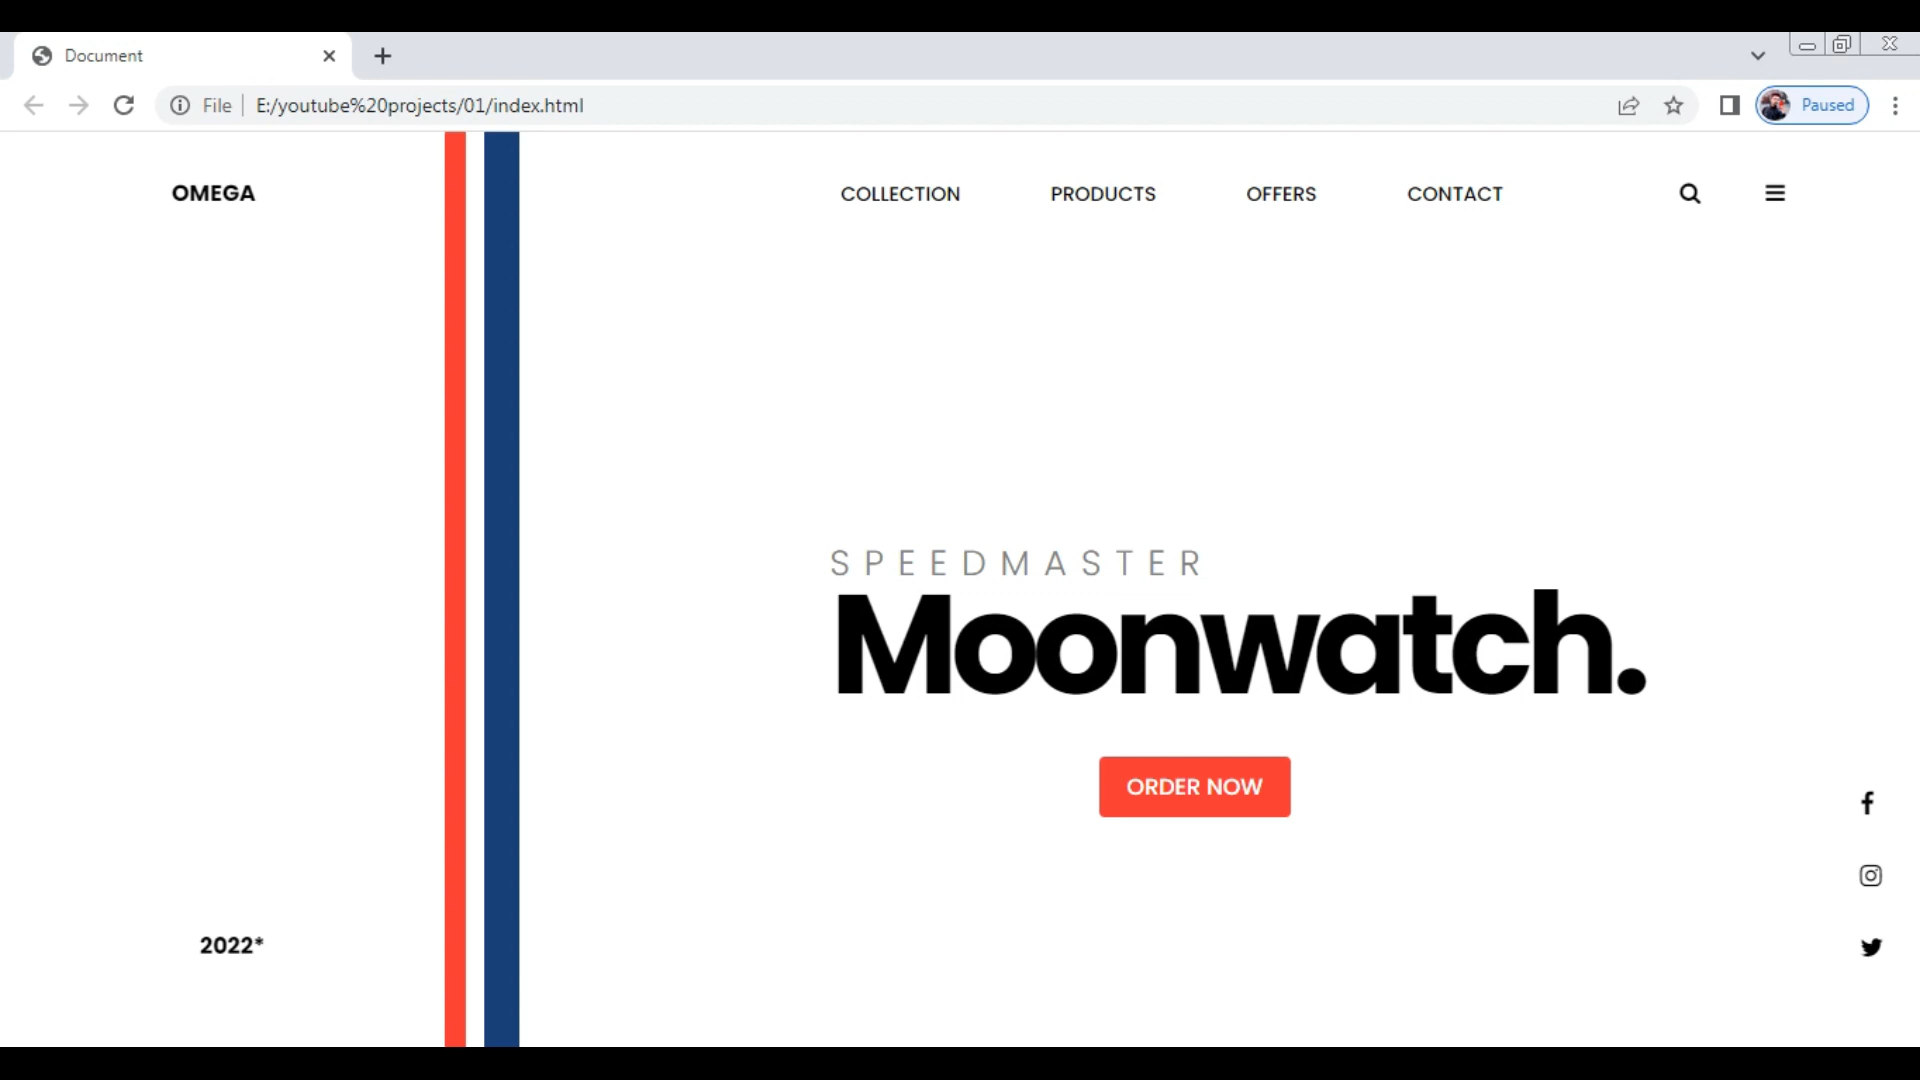 Document
File E:/youtube%20projects/01/index.html
Paused
OMEGA COLLECTION PRODUCTS OFFERS CONTACT
SPEEDMASTER
Moonwatch.
ORDER NOW
2022*